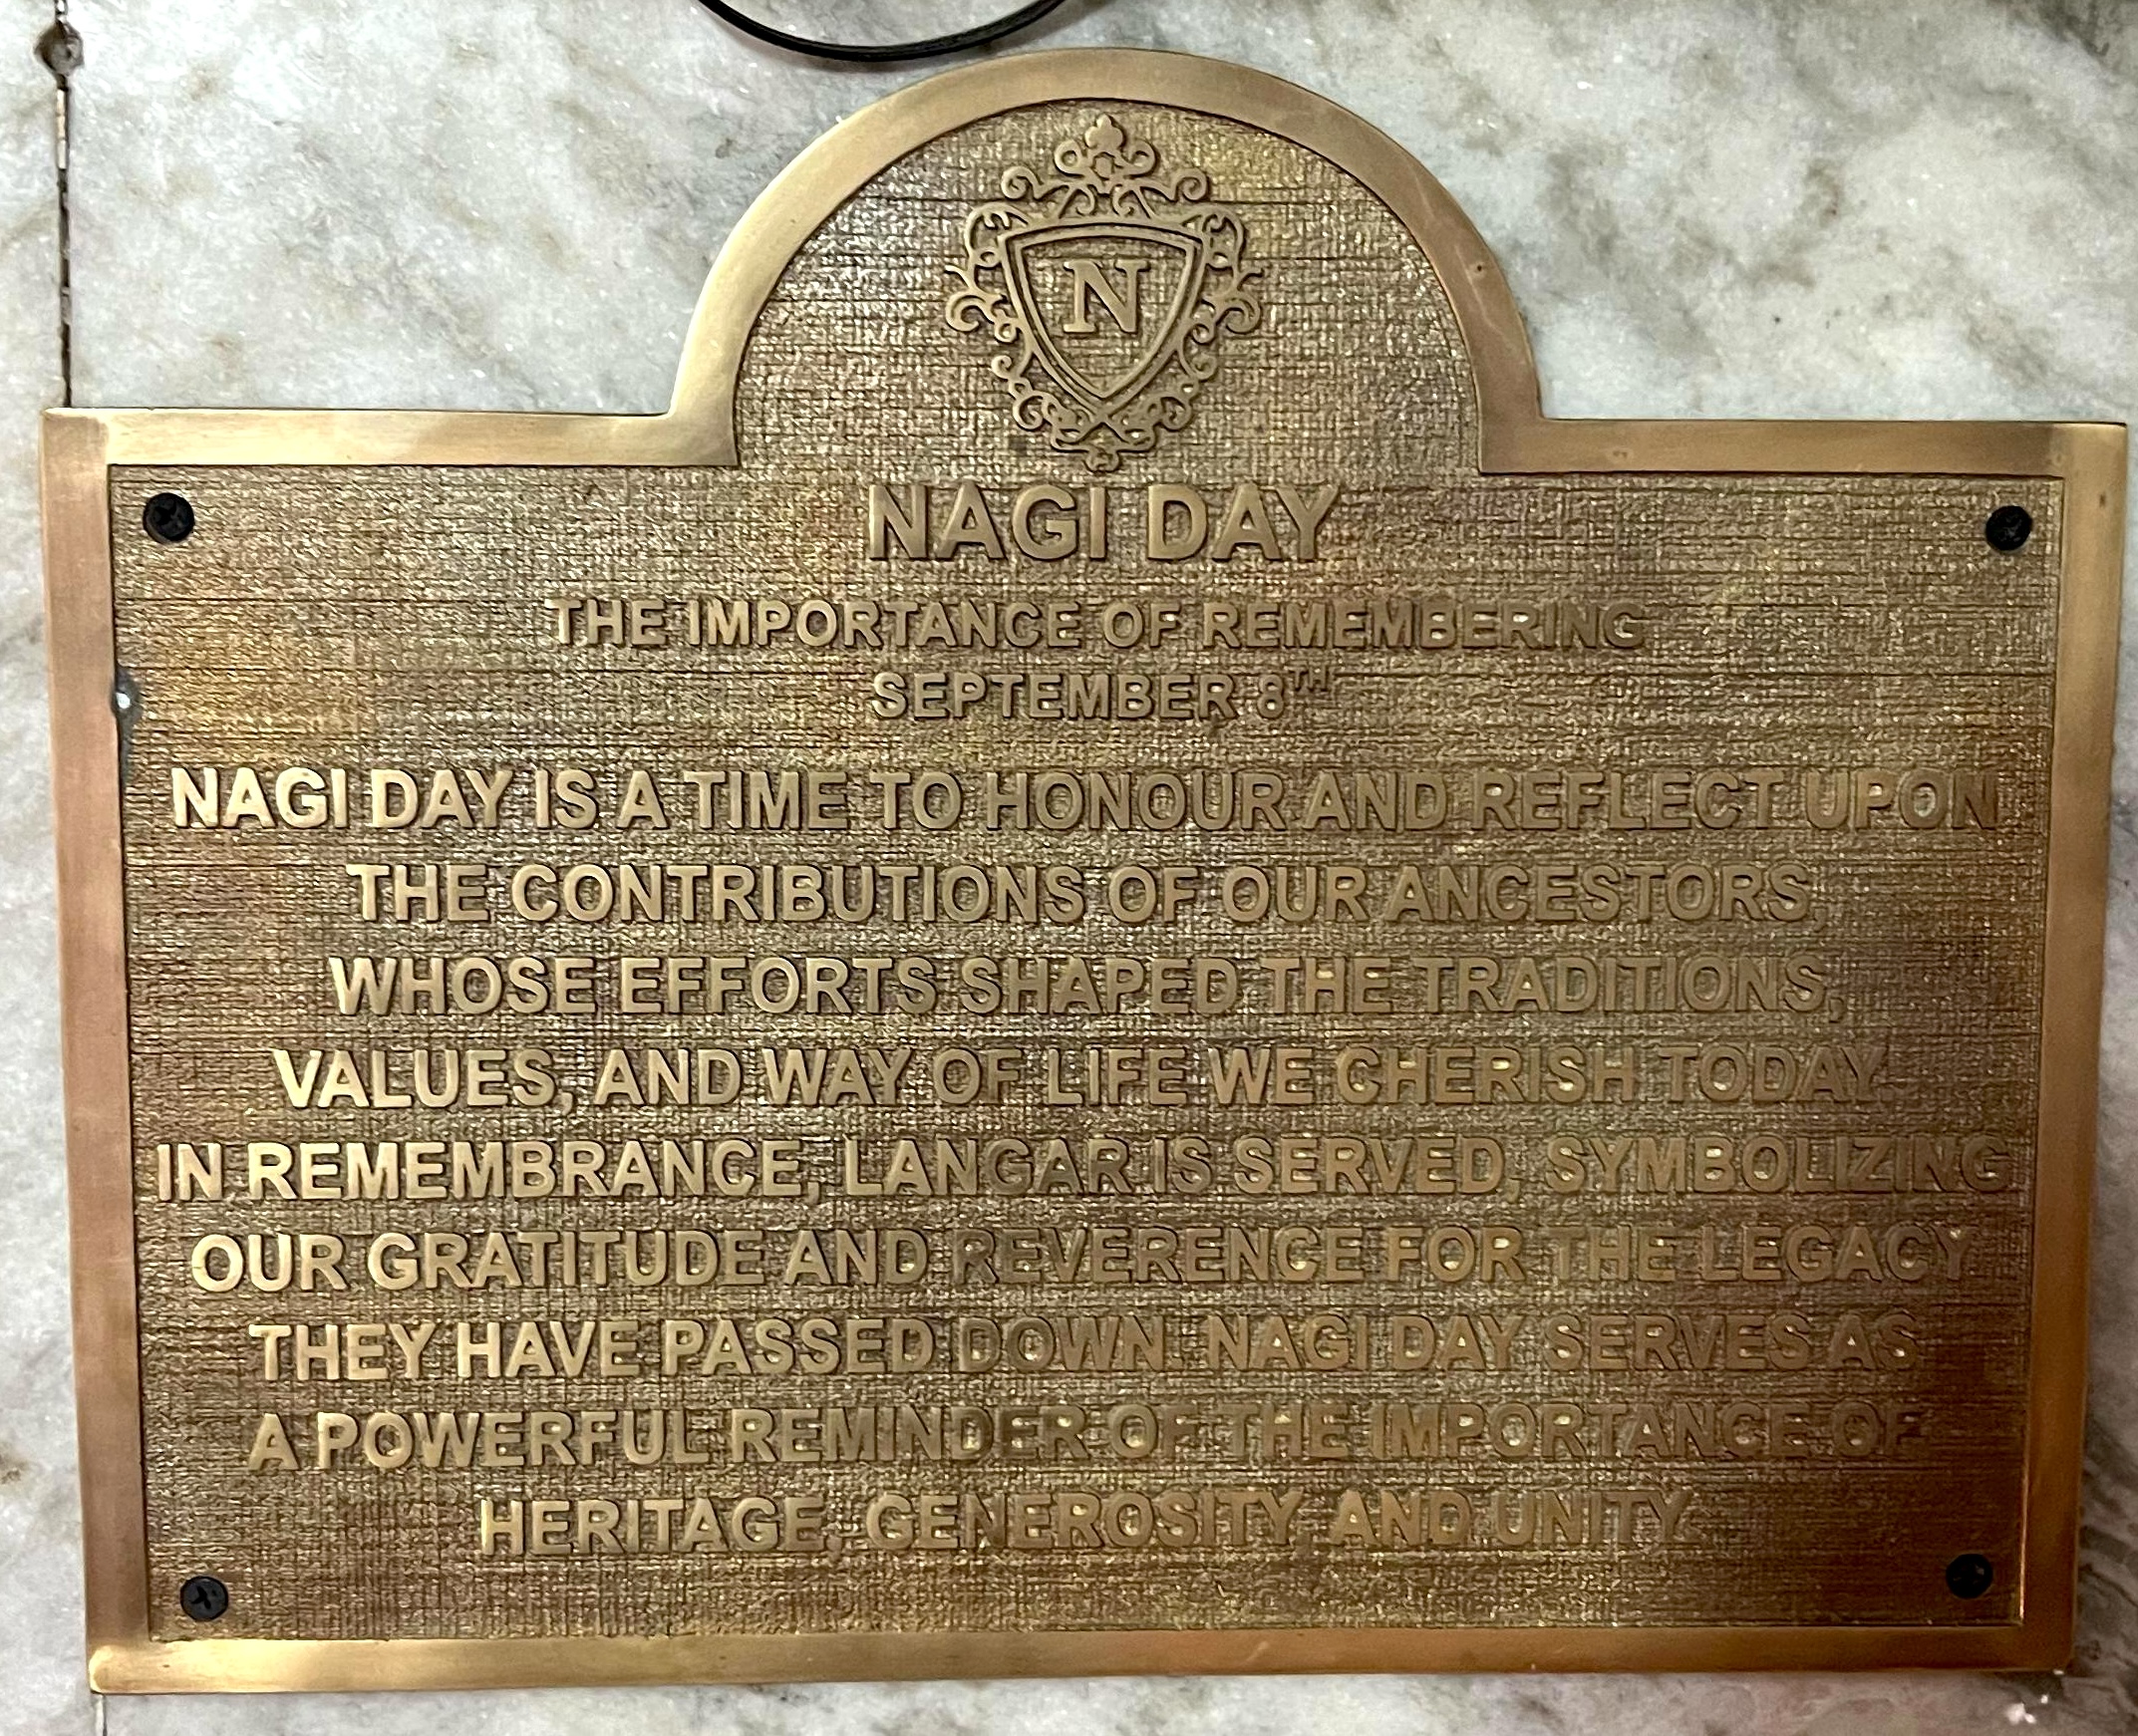 N
NAGI DAY
THE IMPORTANCE OF REMEMBERING
SEPTEMBER 8TH
NAGI DAY IS A TIME TO HONOUR AND REFLECT UPON
THE CONTRIBUTIONS OF OUR ANCESTORS,
WHOSE EFFORTS SHAPED THE TRADITIONS,
VALUES, AND WAY OF LIFE WE CHERISH TODAY.
IN REMEMBRANCE, LANGAR IS SERVED, SYMBOLIZING
OUR GRATITUDE AND REVERENCE FOR THE LEGACY
THEY HAVE PASSED DOWN. NAGI DAY SERVES AS
A POWERFUL REMINDER OF THE IMPORTANCE OF
HERITAGE, GENEROSITY, AND UNITY.